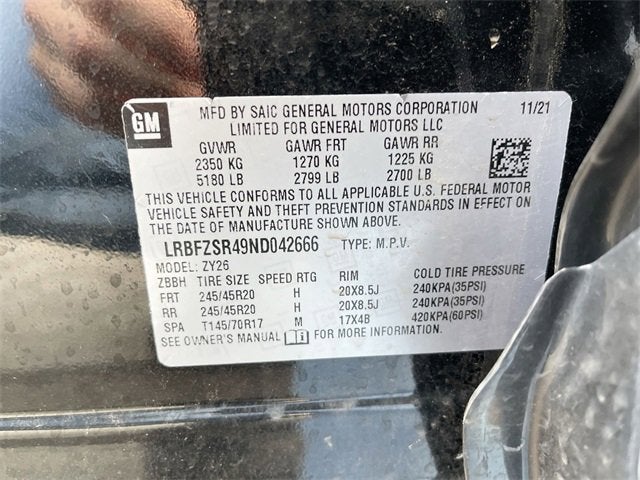 GM
MFD BY SAIC GENERAL MOTORS CORPORATION 11/21
LIMITED FOR GENERAL MOTORS LLC
GVWR GAWR FRT GAWR RR
2350 KG 1270 KG 1225 KG
5180 LB 2799 LB 2700 LB
THIS VEHICLE CONFORMS TO ALL APPLICABLE U.S. FEDERAL MOTOR
VEHICLE SAFETY AND THEFT PREVENTION STANDARDS IN EFFECT ON
THE DATE OF MANUFACTURE SHOWN ABOVE.
LRBFZSR49ND042666 TYPE: M.P.V.
MODEL: ZY26
ZBBH TIRE SIZE SPEED RTG RIM COLD TIRE PRESSURE
FRT 245/45R20 H 20X8.5J 240KPA(35PSI)
RR 245/45R20 H 20X8.5J 240KPA(35PSI)
SPA T145/70R17 M 17X4B 420KPA(60PSI)
SEE OWNER'S MANUAL FOR MORE INFORMATION.